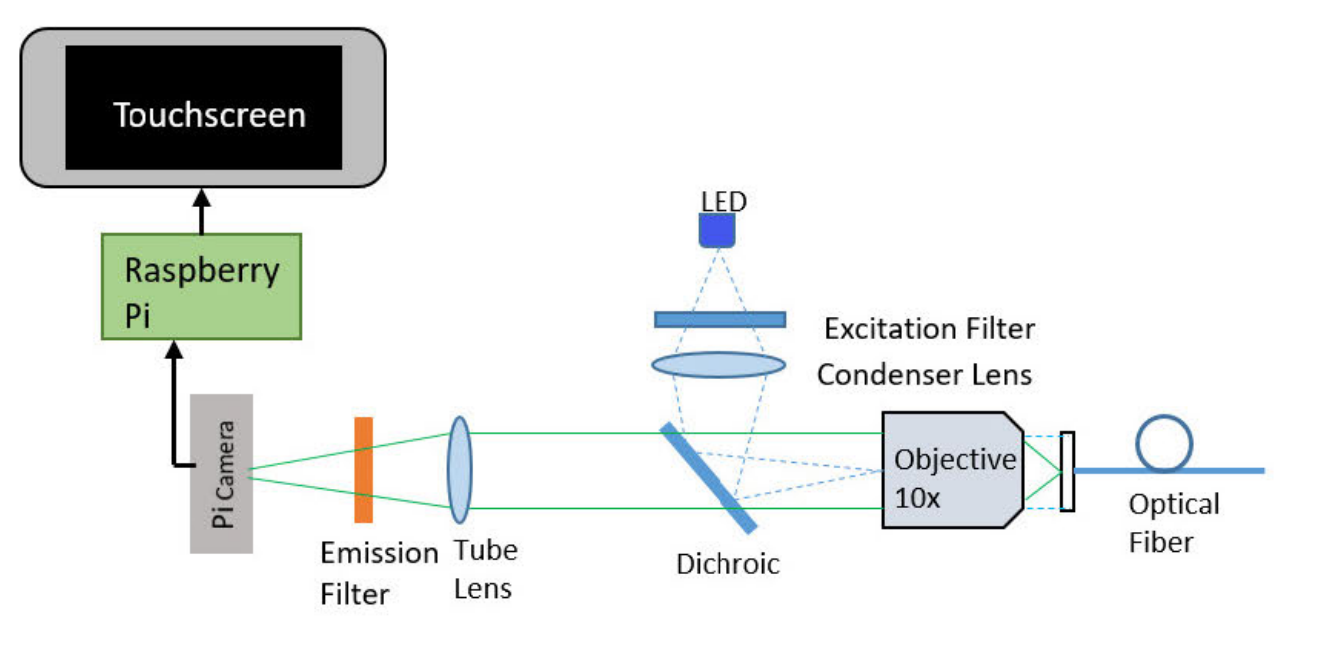 Touchscreen
LED
Raspberry
Pi
Excitation Filter
Condenser Lens
Pi Camera
Objective
10x
Optical
Fiber
Emission
Filter
Tube
Lens
Dichroic